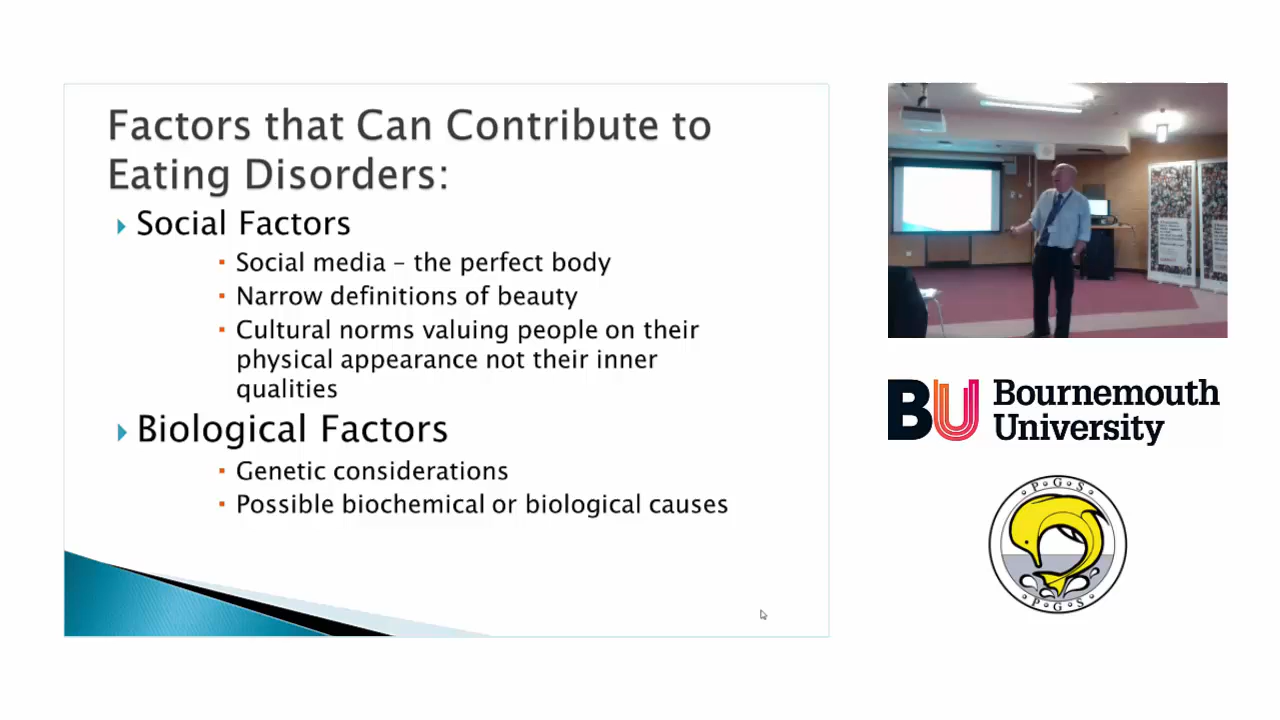 Factors that Can Contribute to
Eating Disorders:
Social Factors
Social media – the perfect body
Narrow definitions of beauty
Cultural norms valuing people on their
physical appearance not their inner
qualities
Biological Factors
Genetic considerations
Possible biochemical or biological causes
BU Bournemouth
University
P.G.S
P.G.S